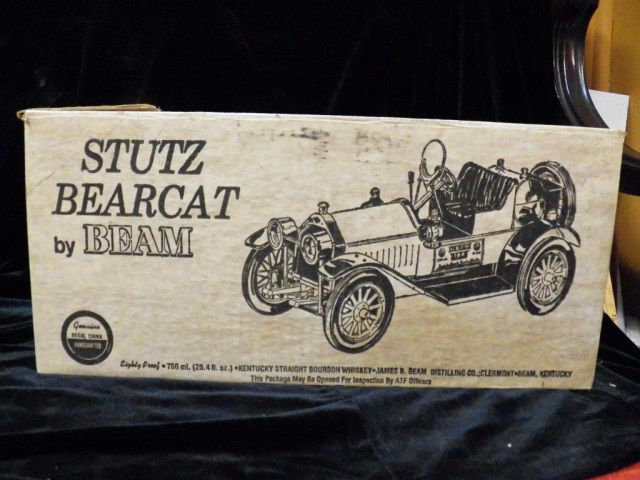 STUTZ
BEARCAT
by BEAM
Genuine
REGAL CHINA
HANDCRAFTED
Eighty Proof • 750 ml. (25.4 fl. oz.) • KENTUCKY STRAIGHT BOURBON WHISKEY • JAMES B. BEAM DISTILLING CO.; CLERMONT • BEAM, KENTUCKY
This Package May Be Opened For Inspection By ATF Officers